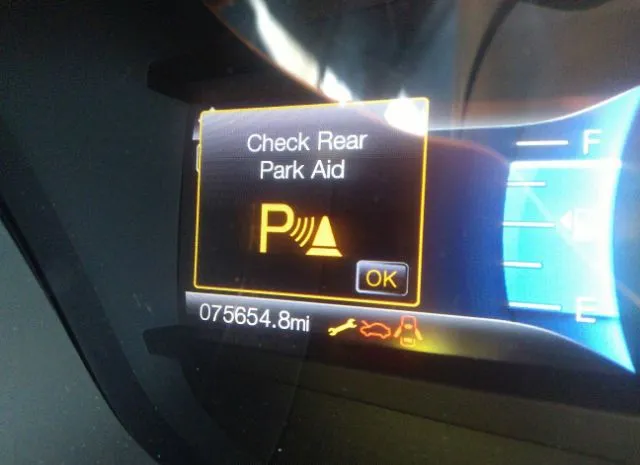 Check Rear
Park Aid
P
OK
075654.8mi
F
E